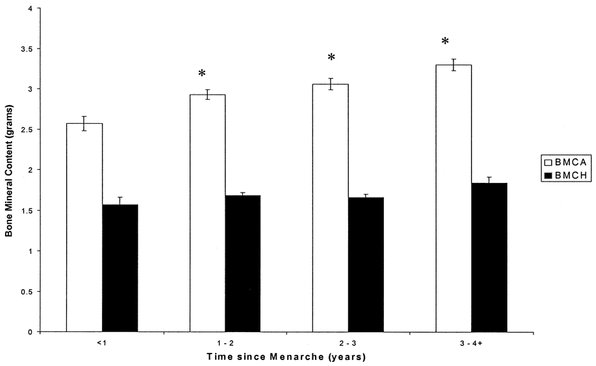 4
3.5
3
2.5
2
1.5
1
0.5
0
Bone Mineral Content (grams)
*
*
*
BMCA
BMCH
<1
1 - 2
2 - 3
3 - 4+
Time since Menarche (years)